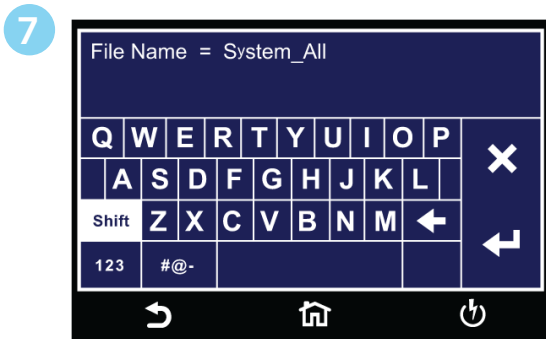 7
File Name = System_All
Q W E R T Y U I O P
A S D F G H J K L
Shift Z X C V B N M
123 #@-